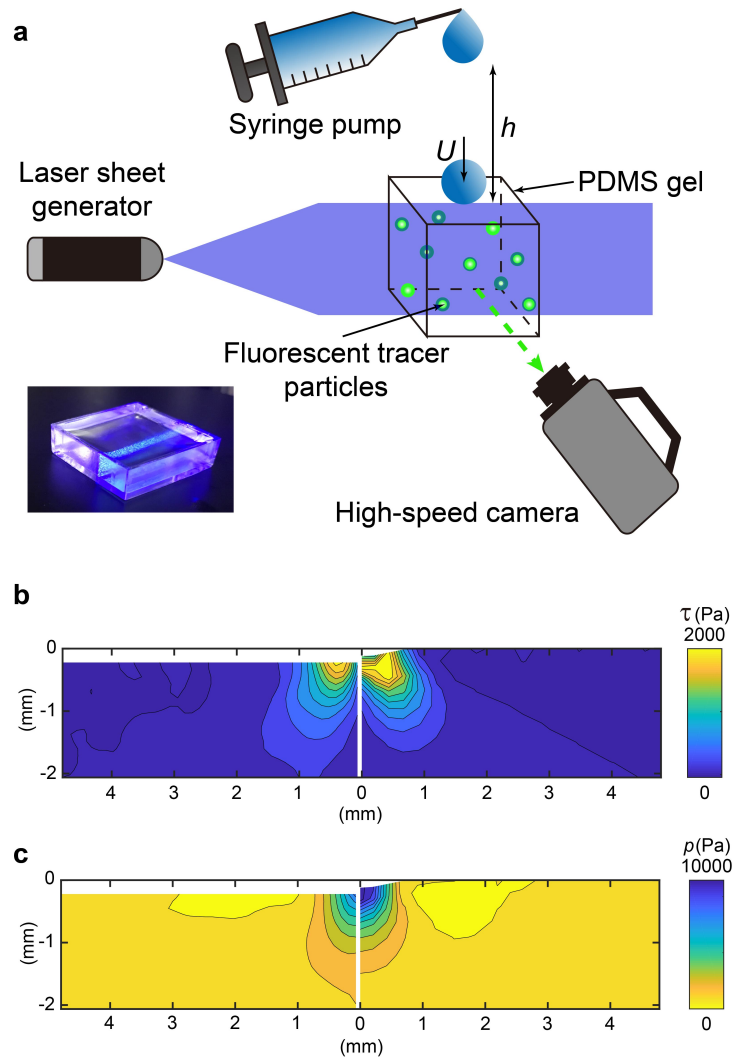 a
Syringe pump
h
U
PDMS gel
Laser sheet
generator
Fluorescent tracer
particles
High-speed camera
b
τ (Pa)
2000
0
-1
-2
(mm)
4 3 2 1 0 1 2 3 4
(mm)
0
c
p (Pa)
10000
0
-1
-2
(mm)
4 3 2 1 0 1 2 3 4
(mm)
0